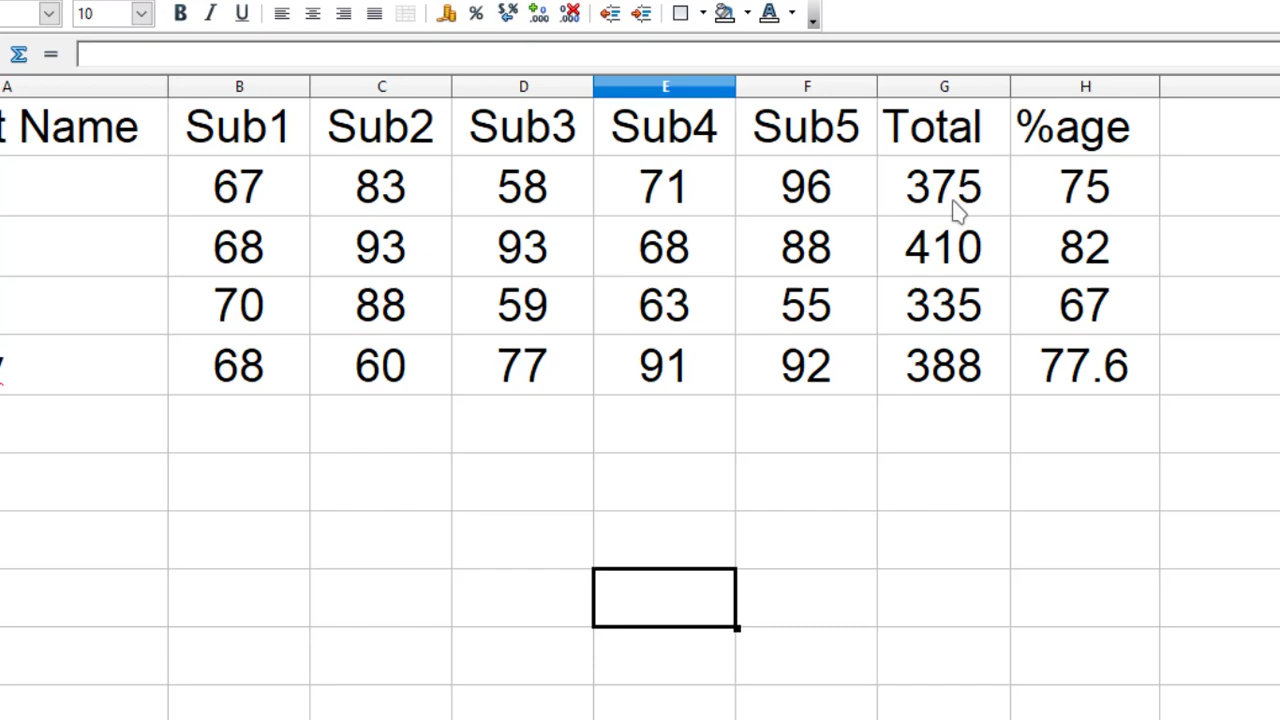 10
A B C D E F G H
t Name Sub1 Sub2 Sub3 Sub4 Sub5 Total %age
67 83 58 71 96 375 75
68 93 93 68 88 410 82
70 88 59 63 55 335 67
y 68 60 77 91 92 388 77.6